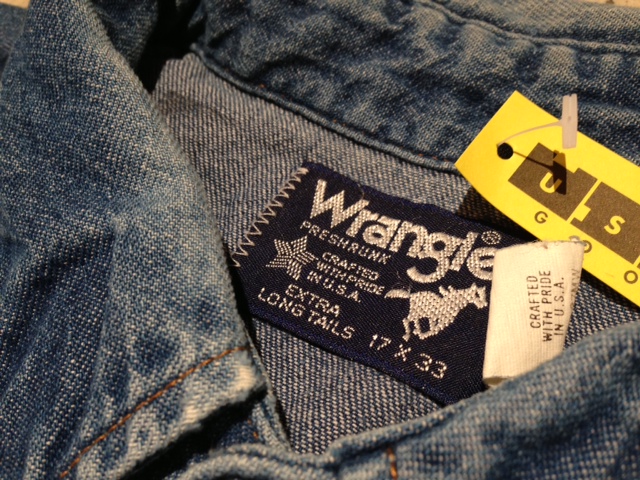 Wrangler®
PRESHRUNK
CRAFTED
WITH PRIDE
IN U.S.A.
EXTRA
LONG TAILS 17 X 33
CRAFTED
WITH PRIDE
IN U.S.A.
U.S